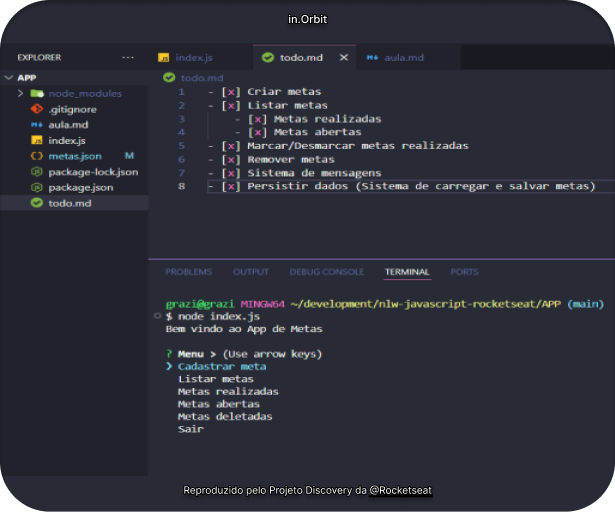 in.Orbit
EXPLORER ...
APP
node_modules
.gitignore
aula.md
index.js
metas.json M
package-lock.json
package.json
todo.md
index.js todo.md aula.md
todo.md
1 - [x] Criar metas
2 - [x] Listar metas
3 - [x] Metas realizadas
4 - [x] Metas abertas
5 - [x] Marcar/Desmarcar metas realizadas
6 - [x] Remover metas
7 - [x] Sistema de mensagens
8 - [x] Persistir dados (Sistema de carregar e salvar metas)
PROBLEMS OUTPUT DEBUG CONSOLE TERMINAL PORTS
grazi@grazi MINGW64 ~/development/nlw-javascript-rocketseat/APP (main)
$ node index.js
Bem vindo ao App de Metas
? Menu > (Use arrow keys)
❯ Cadastrar meta
Listar metas
Metas realizadas
Metas abertas
Metas deletadas
Sair
Reproduzido pelo Projeto Discovery da @Rocketseat